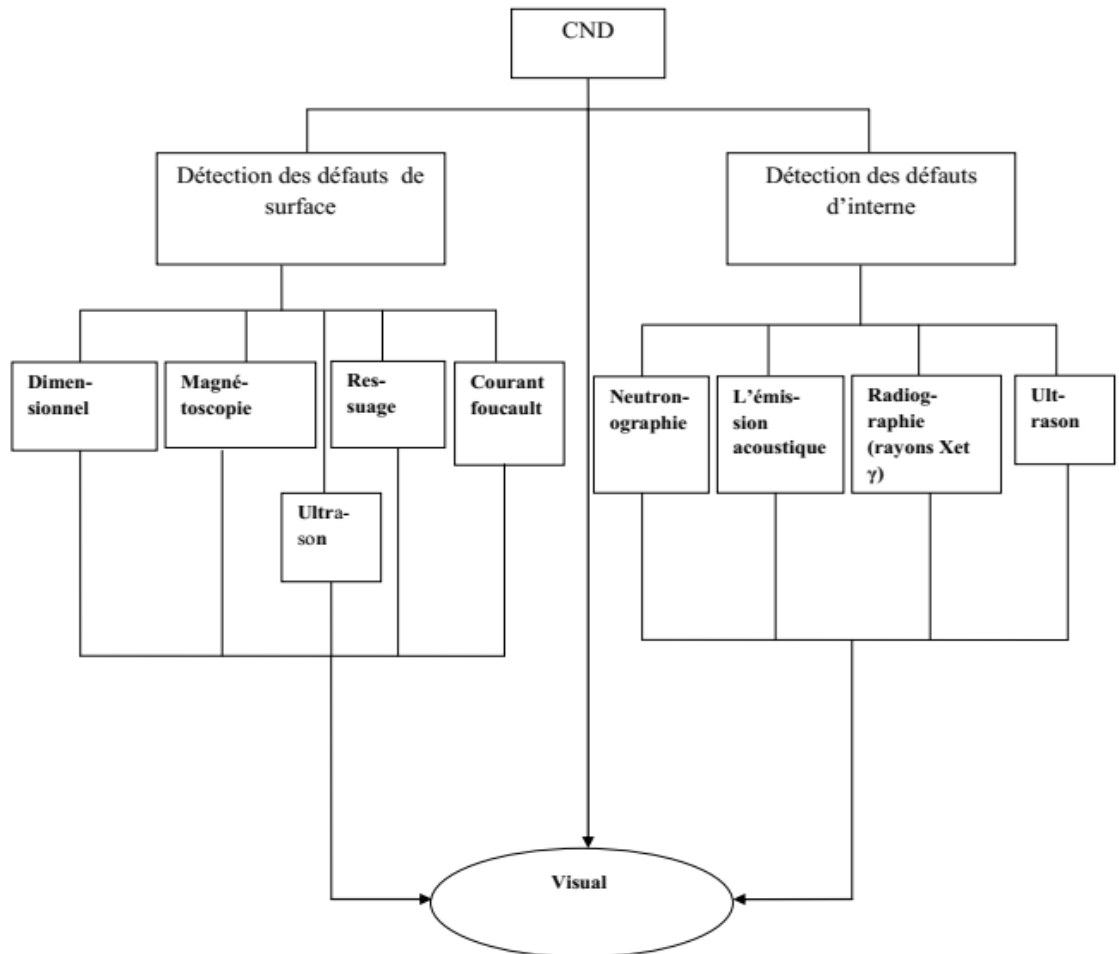 CND
Détection des défauts de
surface
Détection des défauts
d’interne
Dimen-
sionnel
Magné-
toscopie
Res-
suage
Courant
foucault
Ultra-
son
Neutron-
ographie
L’émis-
sion
acoustique
Radiog-
raphie
(rayons Xet
γ)
Ult-
rason
Visual